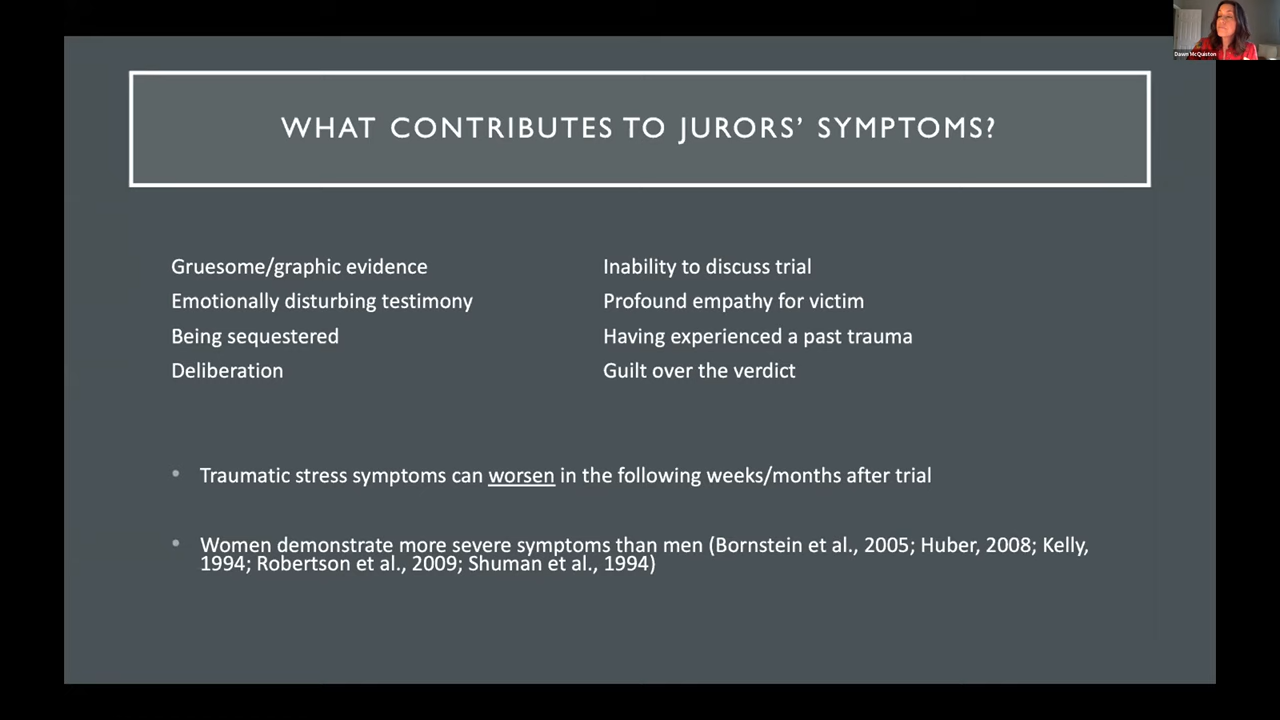 Dawn McQuiston
WHAT CONTRIBUTES TO JURORS’ SYMPTOMS?
Gruesome/graphic evidence
Emotionally disturbing testimony
Being sequestered
Deliberation
Inability to discuss trial
Profound empathy for victim
Having experienced a past trauma
Guilt over the verdict
• Traumatic stress symptoms can worsen in the following weeks/months after trial
• Women demonstrate more severe symptoms than men (Bornstein et al., 2005; Huber, 2008; Kelly,
1994; Robertson et al., 2009; Shuman et al., 1994)